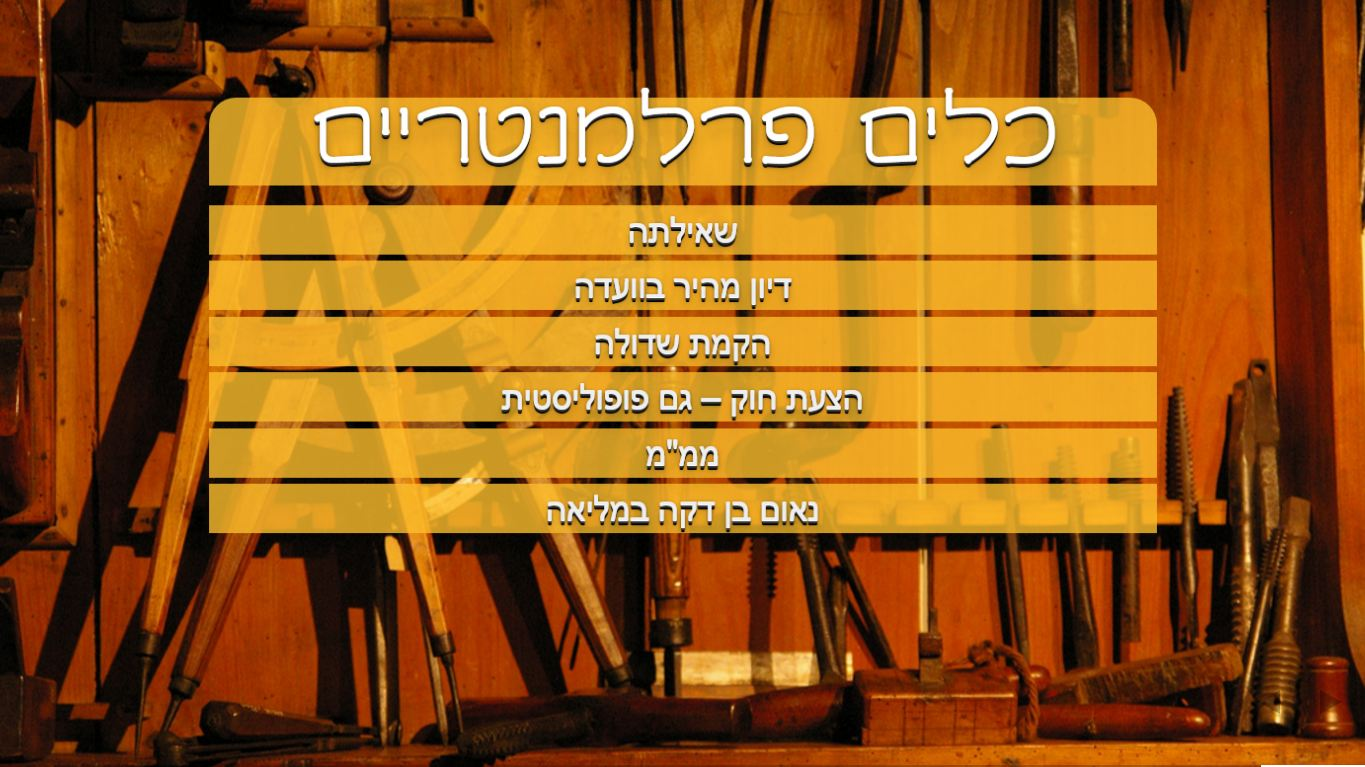 כלים פרלמנטריים
שאילתה
דיון מהיר בוועדה
הקמת שדולה
הצעת חוק – גם פופוליסטית
ממ"מ
נאום בן דקה במליאה